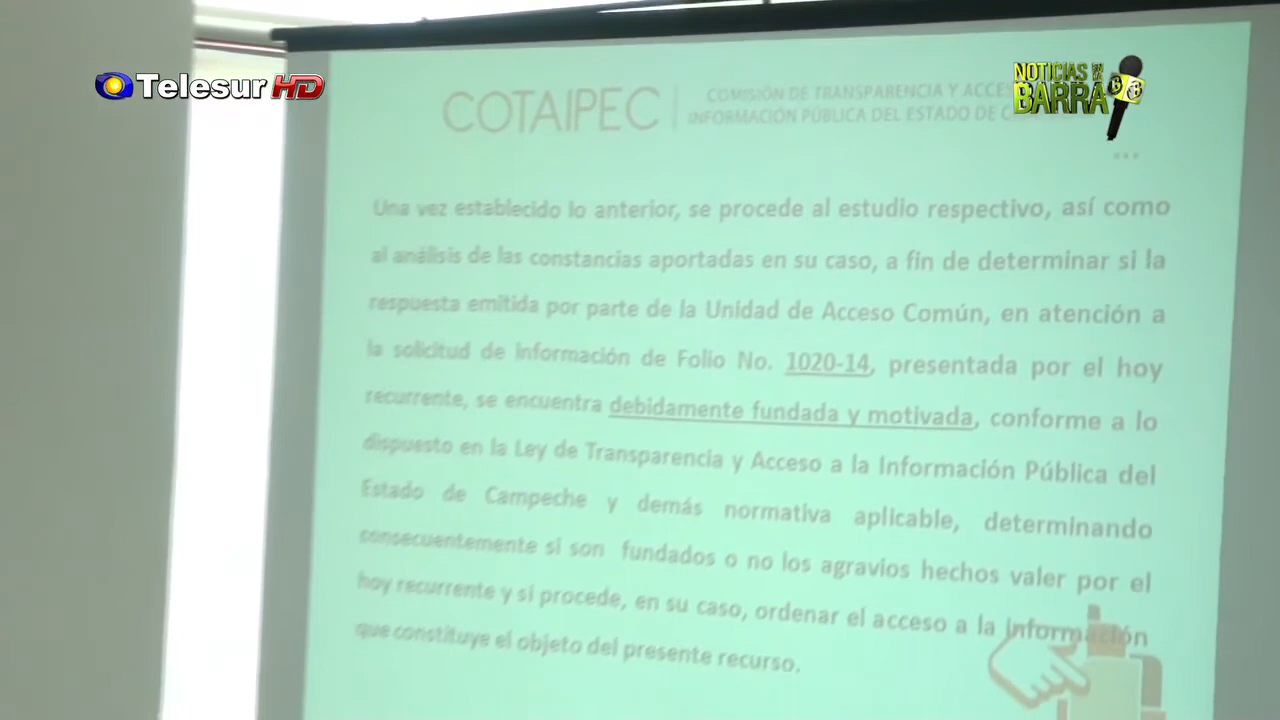 Telesur HD
NOTICIAS EN LA
BARRA
COTAIPEC
COMISIÓN DE TRANSPARENCIA Y ACCES
INFORMACIÓN PÚBLICA DEL ESTADO DE C
...
Una vez establecido lo anterior, se procede al estudio respectivo, así como
al análisis de las constancias aportadas en su caso, a fin de determinar si la
respuesta emitida por parte de la Unidad de Acceso Común, en atención a
la solicitud de información de Folio No. 1020-14, presentada por el hoy
recurrente, se encuentra debidamente fundada y motivada, conforme a lo
dispuesto en la Ley de Transparencia y Acceso a la Información Pública del
Estado de Campeche y demás normativa aplicable, determinando
consecuentemente si son fundados o no los agravios hechos valer por el
hoy recurrente y si procede, en su caso, ordenar el acceso a la información
que constituye el objeto del presente recurso.